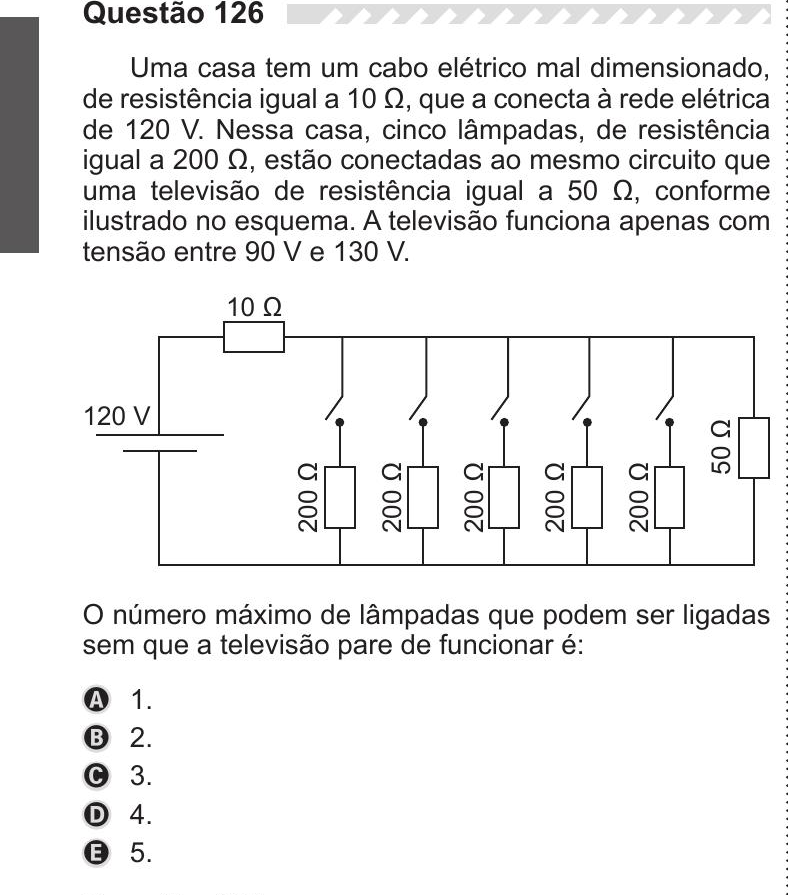 Questão 126
Uma casa tem um cabo elétrico mal dimensionado,
de resistência igual a 10 Ω, que a conecta à rede elétrica
de 120 V. Nessa casa, cinco lâmpadas, de resistência
igual a 200 Ω, estão conectadas ao mesmo circuito que
uma televisão de resistência igual a 50 Ω, conforme
ilustrado no esquema. A televisão funciona apenas com
tensão entre 90 V e 130 V.
10 Ω
120 V
200 Ω
200 Ω
200 Ω
200 Ω
200 Ω
50 Ω
O número máximo de lâmpadas que podem ser ligadas
sem que a televisão pare de funcionar é:
A 1.
B 2.
C 3.
D 4.
E 5.